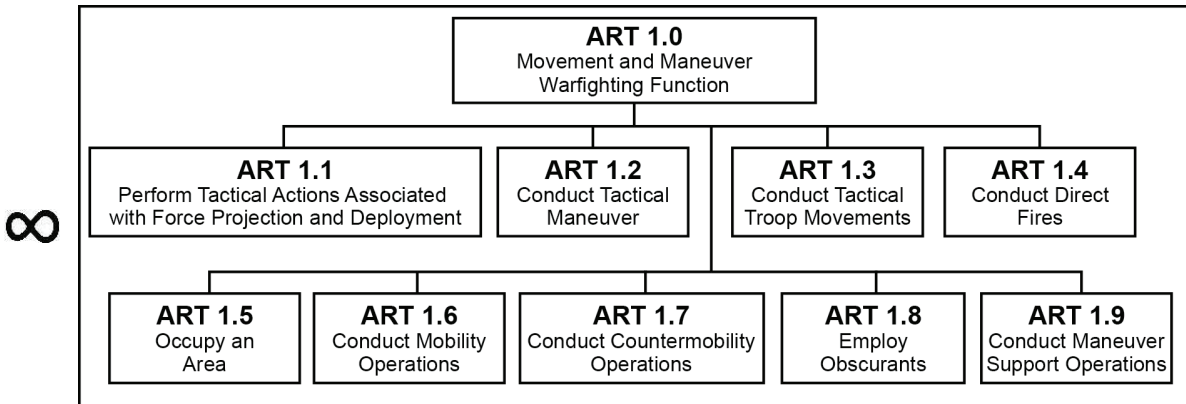 ART 1.0
Movement and Maneuver
Warfighting Function
ART 1.1
Perform Tactical Actions Associated
with Force Projection and Deployment
ART 1.2
Conduct Tactical
Maneuver
ART 1.3
Conduct Tactical
Troop Movements
ART 1.4
Conduct Direct
Fires
∞
ART 1.5
Occupy an
Area
ART 1.6
Conduct Mobility
Operations
ART 1.7
Conduct Countermobility
Operations
ART 1.8
Employ
Obscurants
ART 1.9
Conduct Maneuver
Support Operations